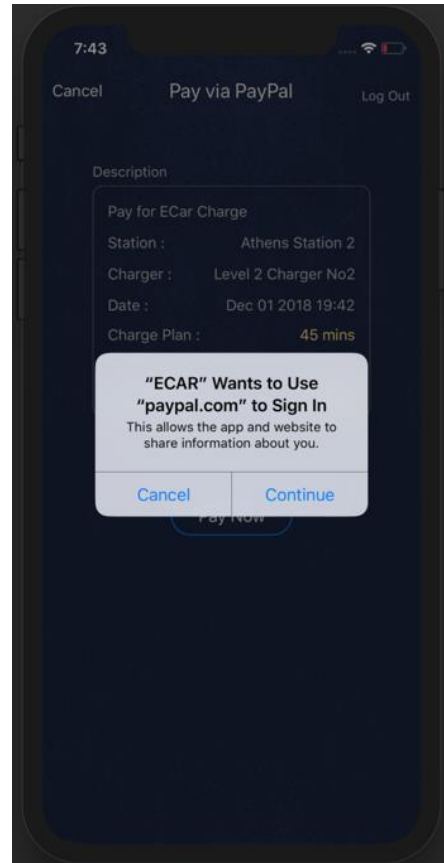 7:43
Cancel Pay via PayPal Log Out
Description
Pay for ECar Charge
Station : Athens Station 2
Charger : Level 2 Charger No2
Date : Dec 01 2018 19:42
Charge Plan : 45 mins
“ECAR” Wants to Use
“paypal.com” to Sign In
This allows the app and website to
share information about you.
Cancel Continue
Pay Now